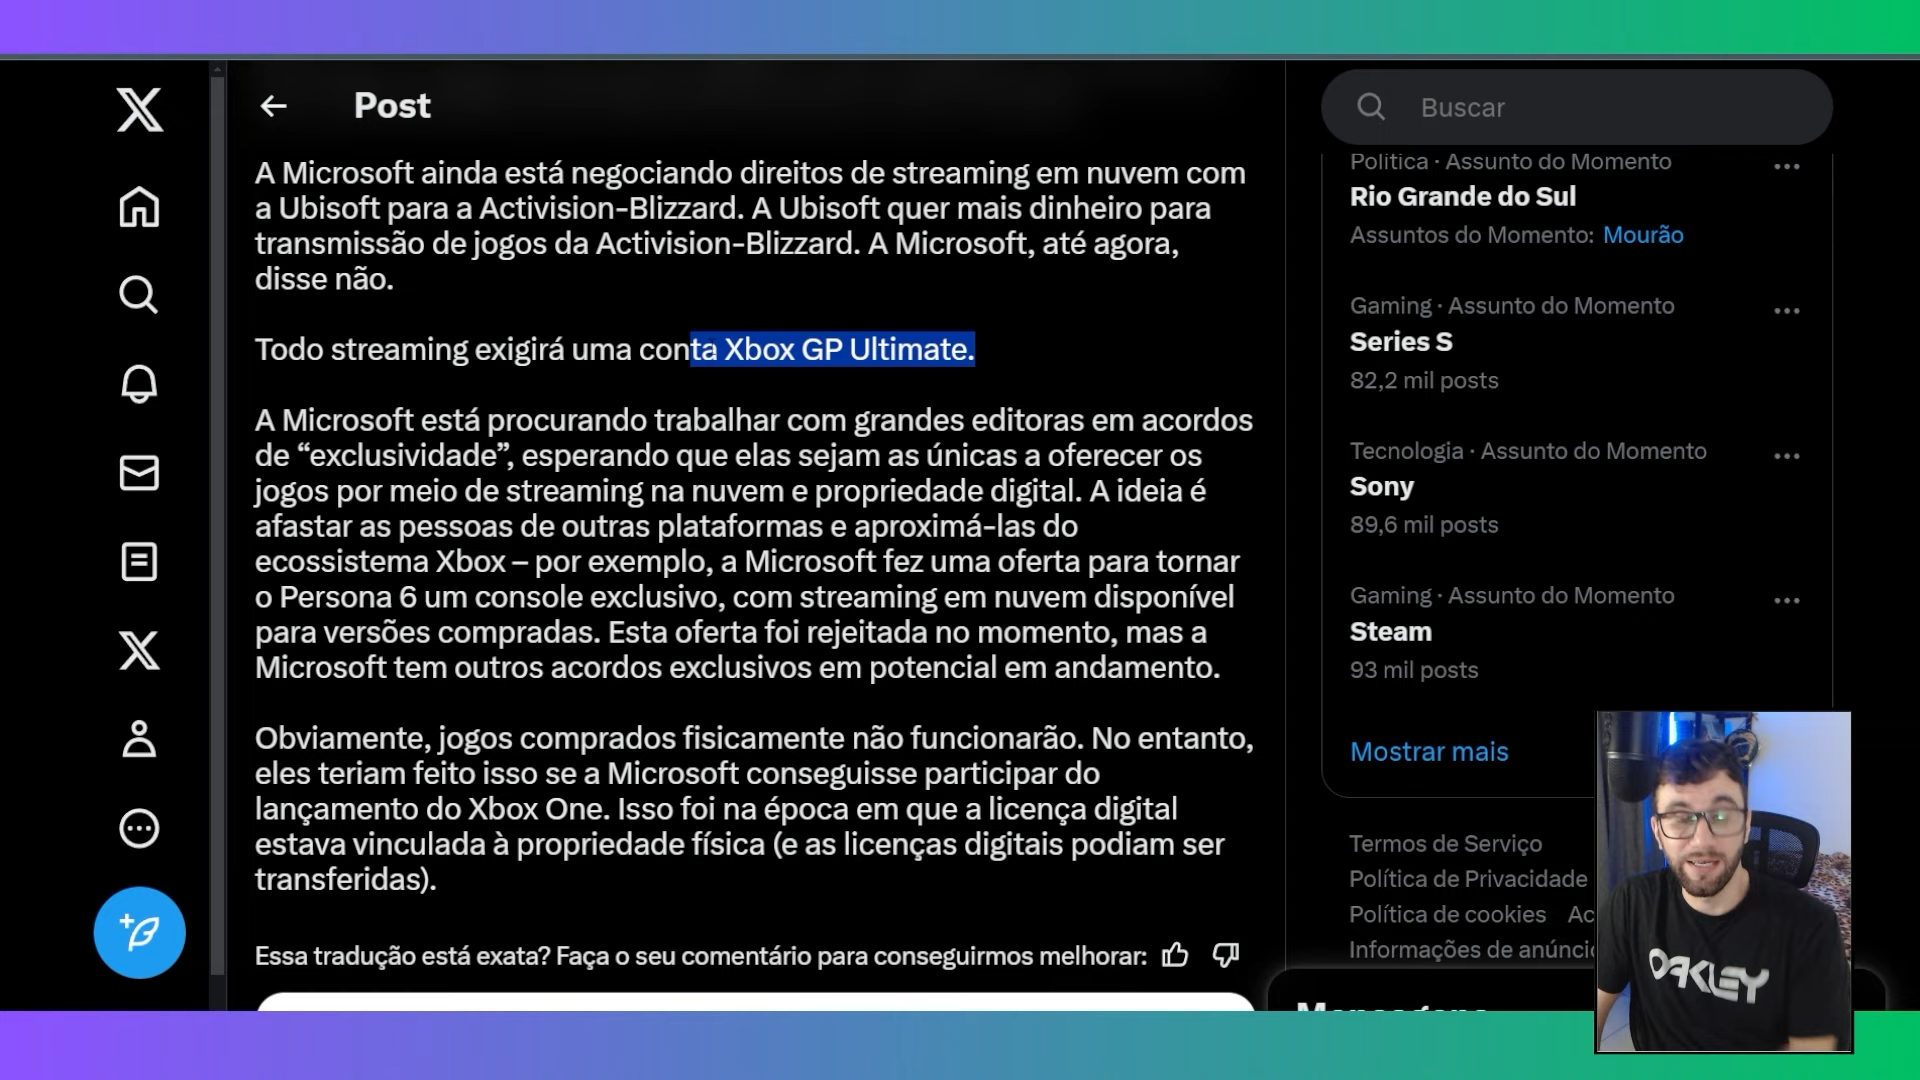 Post
A Microsoft ainda está negociando direitos de streaming em nuvem com
a Ubisoft para a Activision-Blizzard. A Ubisoft quer mais dinheiro para
transmissão de jogos da Activision-Blizzard. A Microsoft, até agora,
disse não.
Todo streaming exigirá uma conta Xbox GP Ultimate.
A Microsoft está procurando trabalhar com grandes editoras em acordos
de “exclusividade”, esperando que elas sejam as únicas a oferecer os
jogos por meio de streaming na nuvem e propriedade digital. A ideia é
afastar as pessoas de outras plataformas e aproximá-las do
ecossistema Xbox – por exemplo, a Microsoft fez uma oferta para tornar
o Persona 6 um console exclusivo, com streaming em nuvem disponível
para versões compradas. Esta oferta foi rejeitada no momento, mas a
Microsoft tem outros acordos exclusivos em potencial em andamento.
Obviamente, jogos comprados fisicamente não funcionarão. No entanto,
eles teriam feito isso se a Microsoft conseguisse participar do
lançamento do Xbox One. Isso foi na época em que a licença digital
estava vinculada à propriedade física (e as licenças digitais podiam ser
transferidas).
Essa tradução está exata? Faça o seu comentário para conseguirmos melhorar:
Buscar
Política · Assunto do Momento
Rio Grande do Sul
Assuntos do Momento: Mourão
Gaming · Assunto do Momento
Series S
82,2 mil posts
Tecnologia · Assunto do Momento
Sony
89,6 mil posts
Gaming · Assunto do Momento
Steam
93 mil posts
Mostrar mais
Termos de Serviço
Política de Privacidade
Política de cookies Ac
Informações de anúnci
OAKLEY